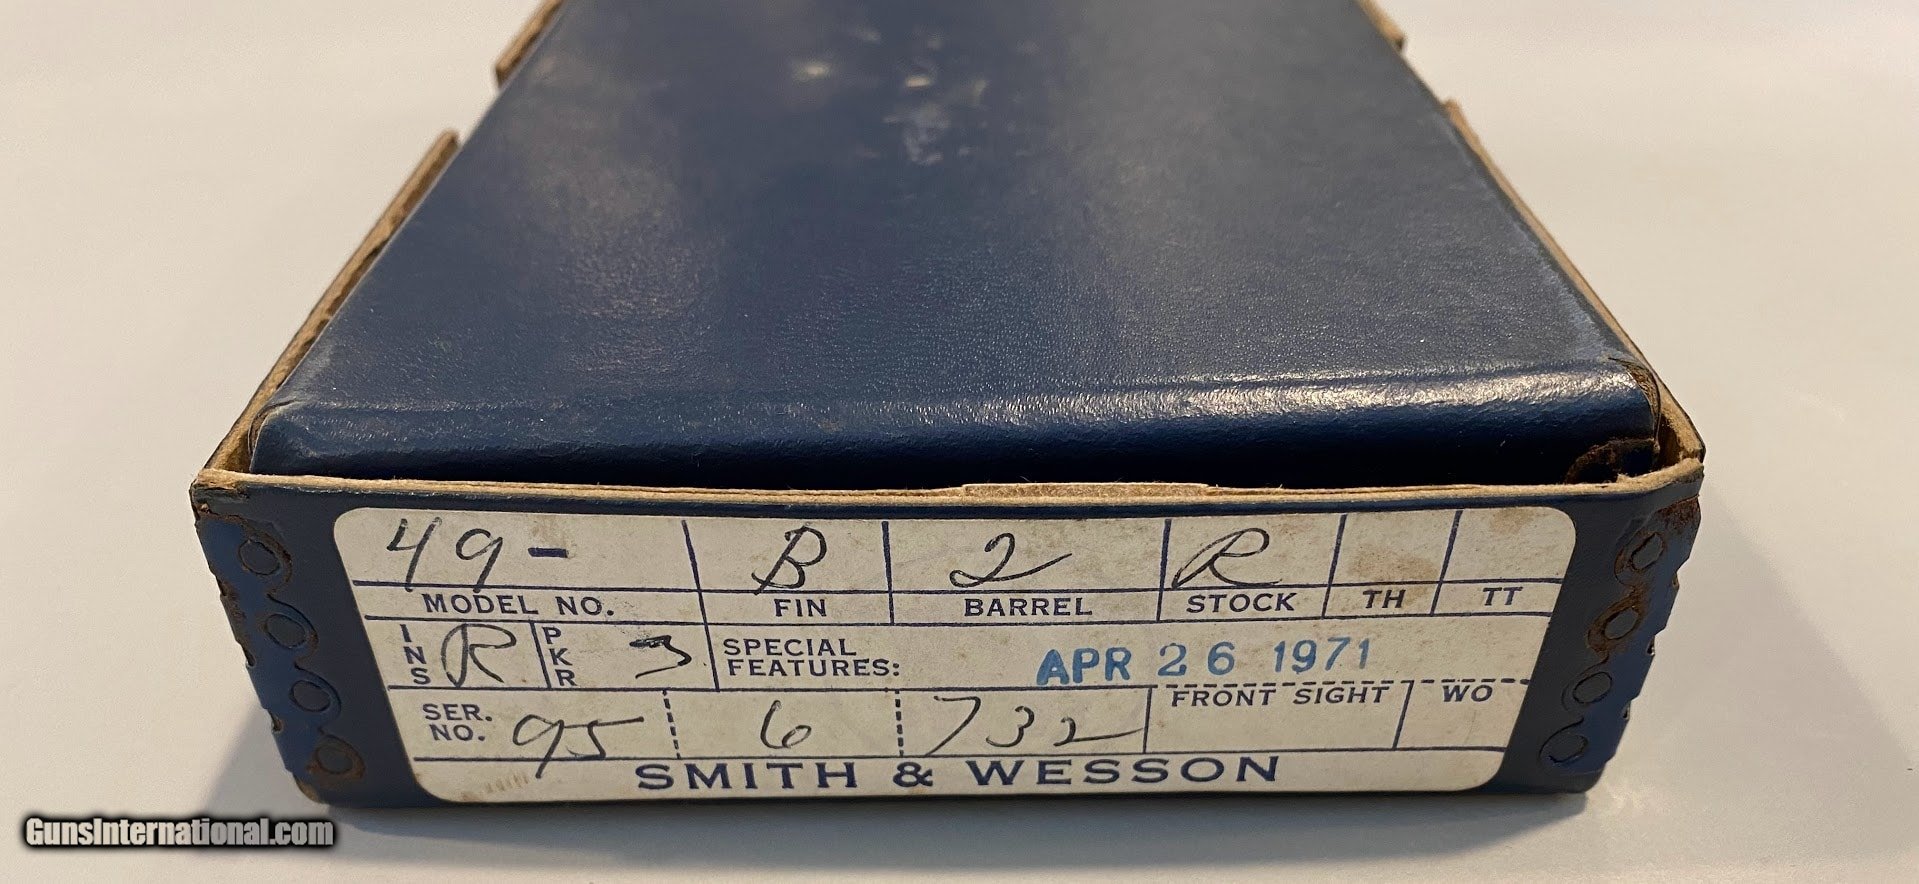 49- B 2 R
MODEL NO. FIN BARREL STOCK TH TT
INS R PKR 3 SPECIAL FEATURES: APR 26 1971
SER. NO. 95 6 732 FRONT SIGHT WO
SMITH & WESSON
GunsInternational.com